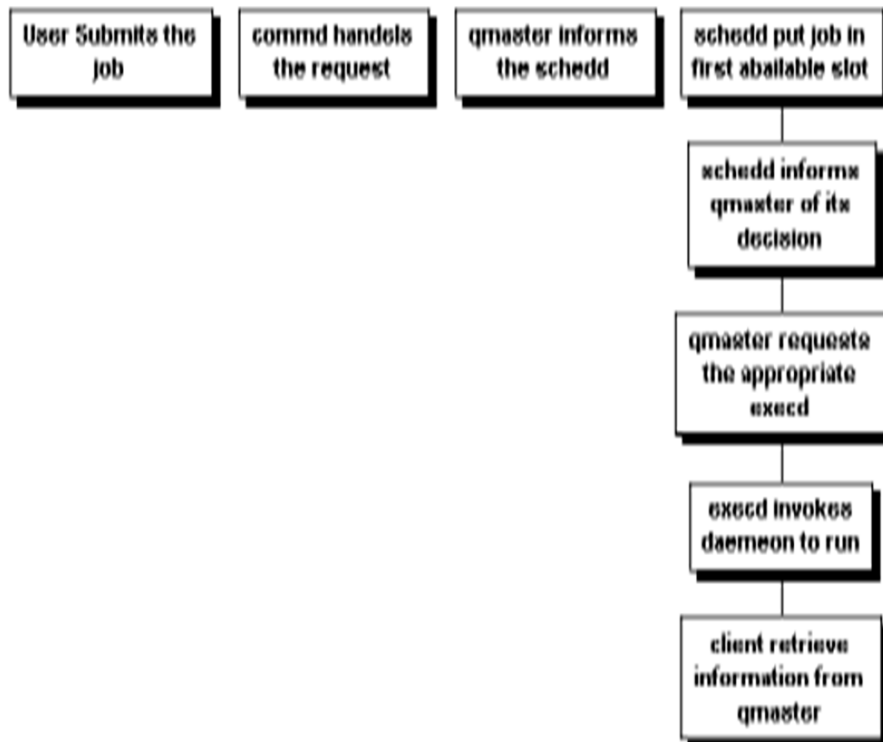 User Submits the
job
commd handels
the request
qmaster informs
the schedd
schedd put job in
first abailable slot
schedd informs
qmaster of its
decision
qmaster requests
the appropriate
execd
execd invokes
daemeon to run
client retrieve
information from
qmaster